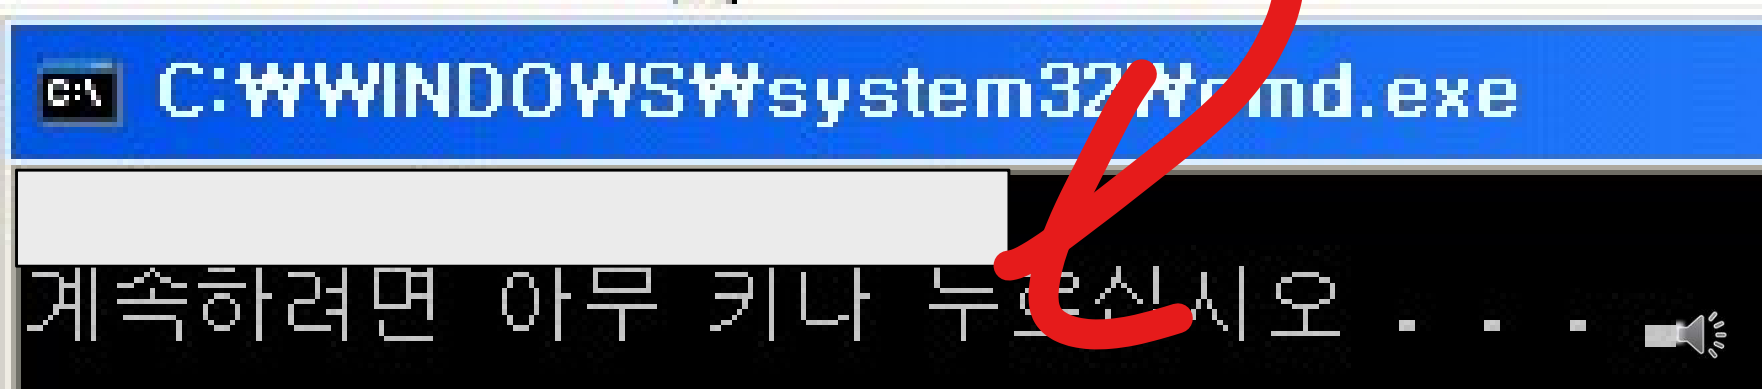 C:\
C:₩WINDOWS₩system32₩cmd.exe
계속하려면 아무 키나 누르십시오 . . .